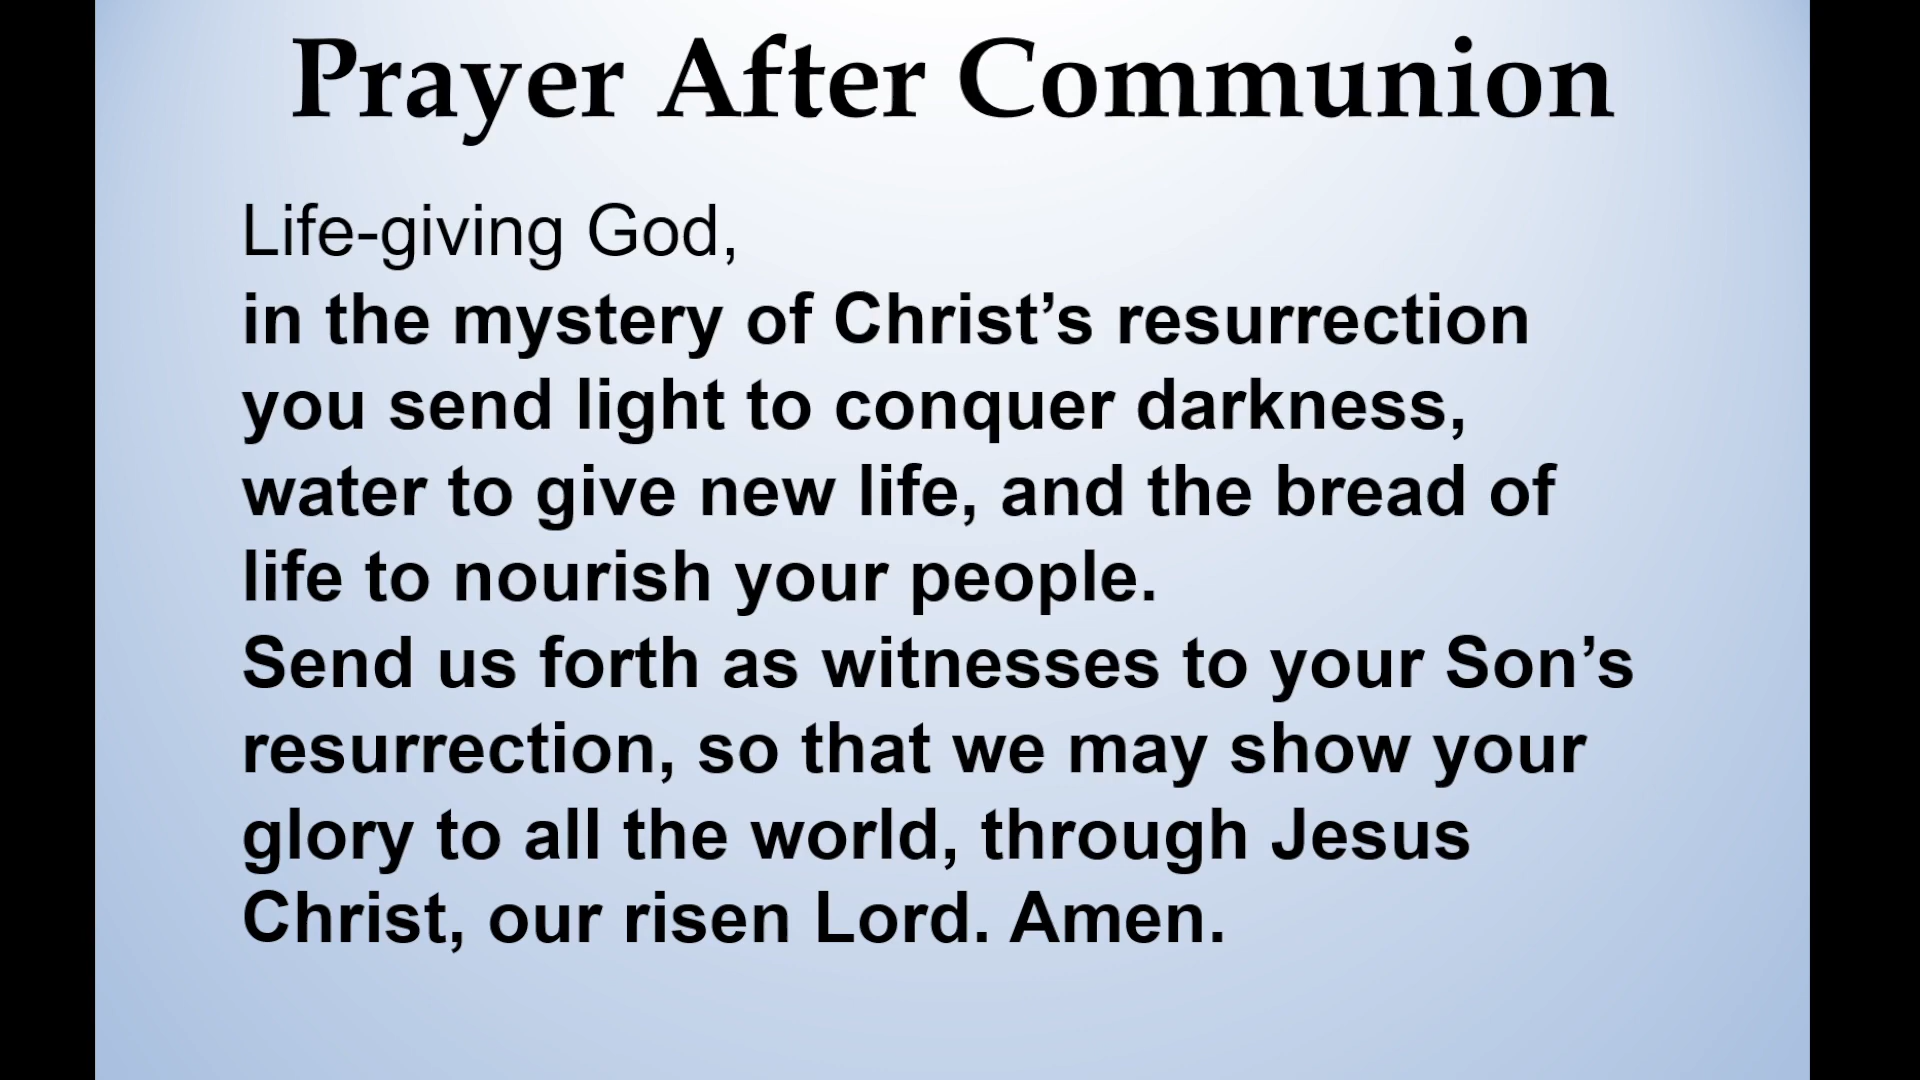 Prayer After Communion
Life-giving God,
in the mystery of Christ’s resurrection
you send light to conquer darkness,
water to give new life, and the bread of
life to nourish your people.
Send us forth as witnesses to your Son’s
resurrection, so that we may show your
glory to all the world, through Jesus
Christ, our risen Lord. Amen.